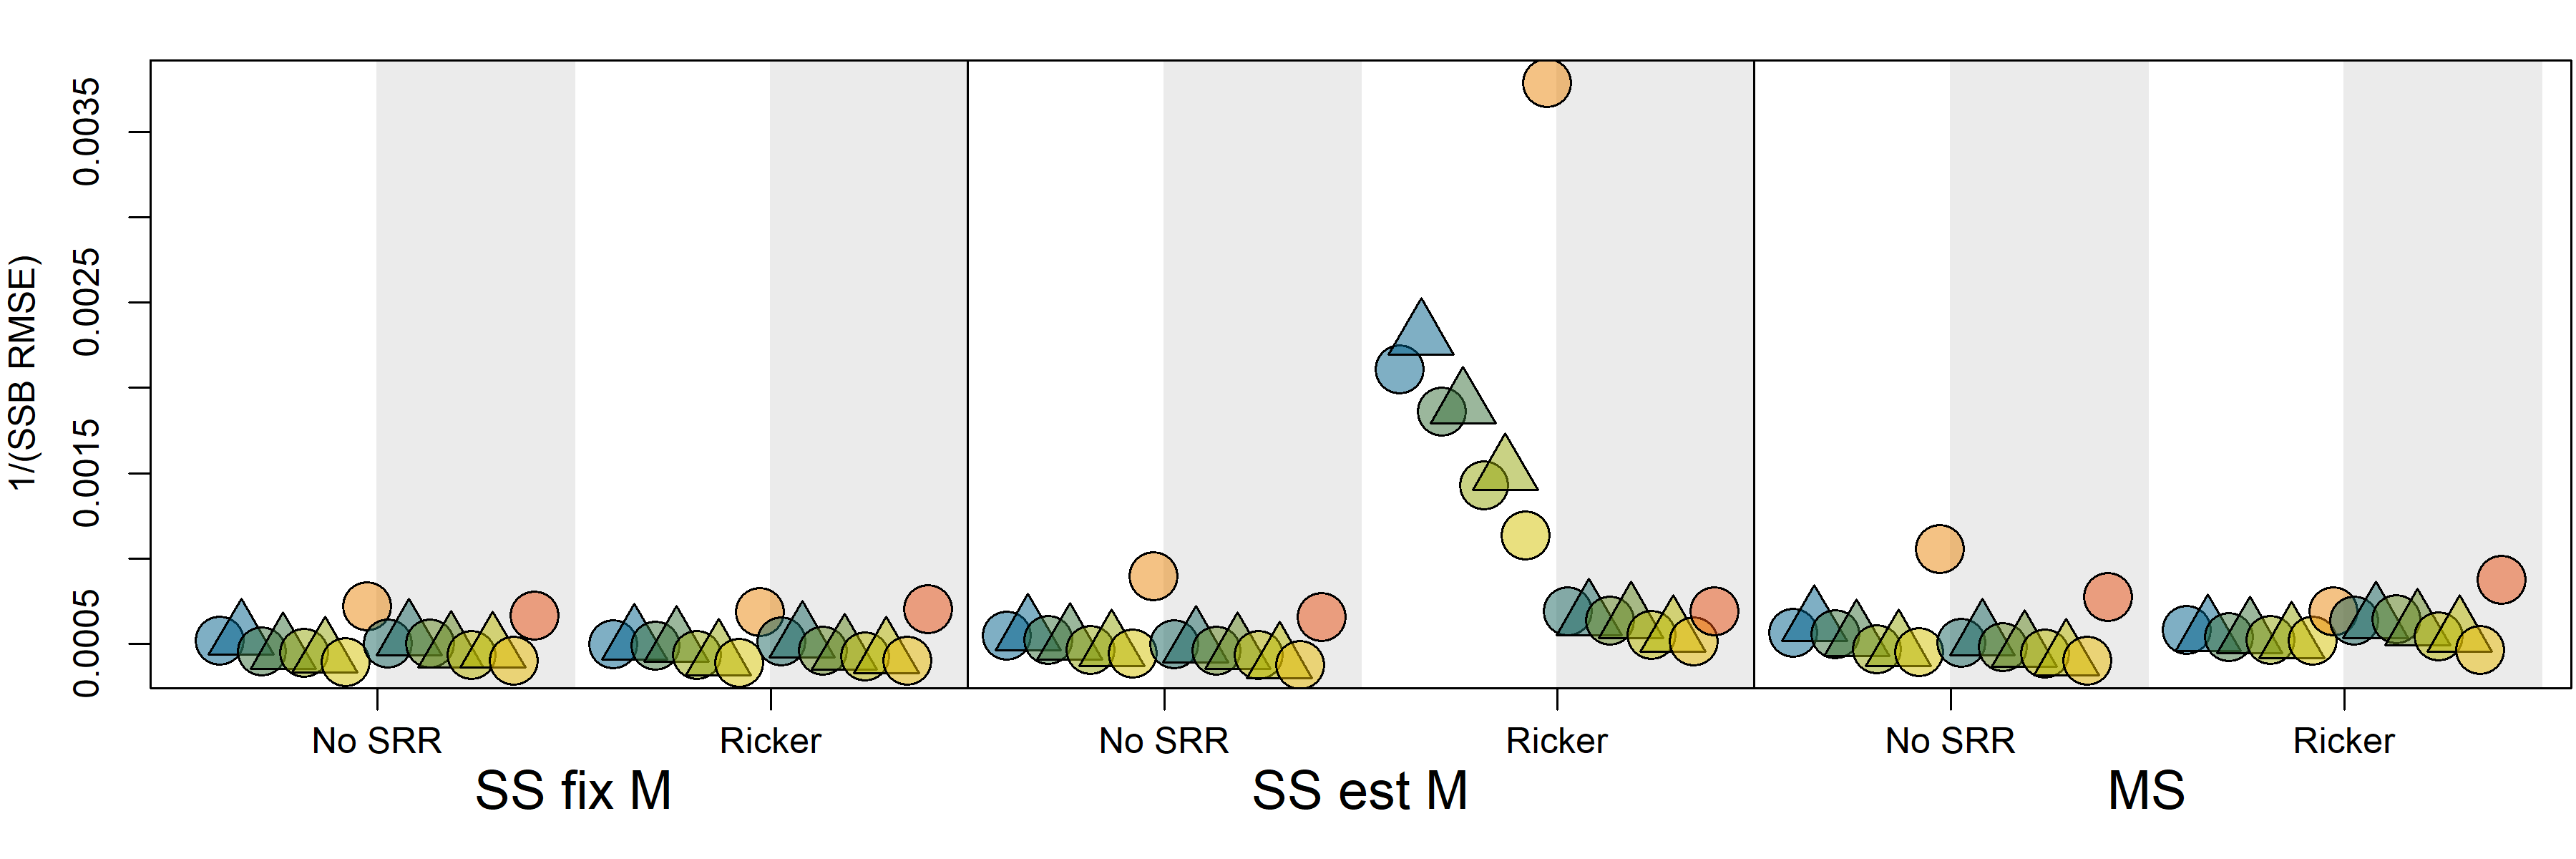 1/(SSB RMSE)
0.0035
0.0025
0.0015
0.0005
No SRR Ricker No SRR Ricker No SRR Ricker
SS fix M SS est M MS